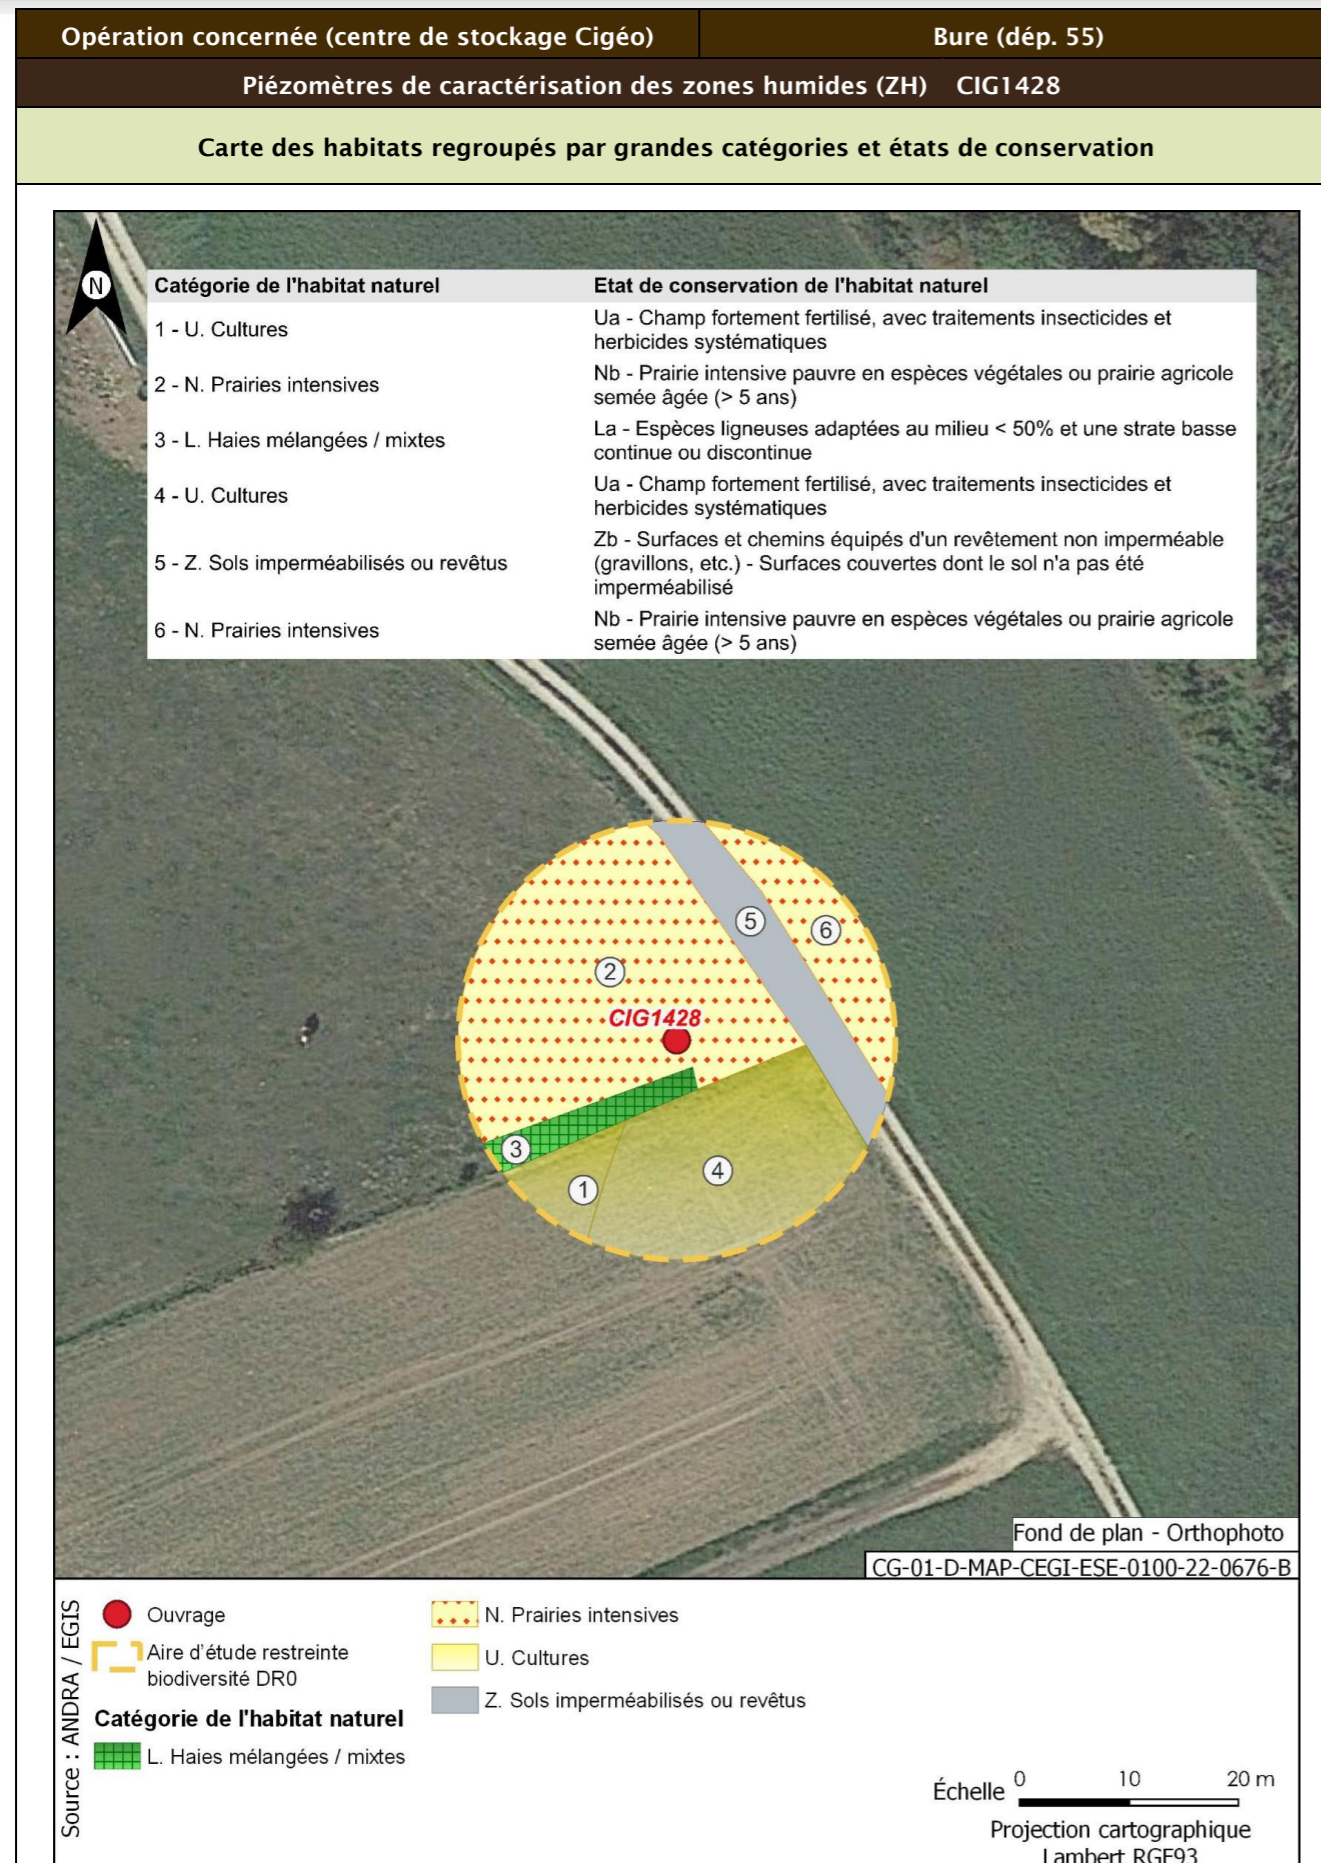 Opération concernée (centre de stockage Cigéo)
Bure (dép. 55)
Piézomètres de caractérisation des zones humides (ZH) CIG1428
Carte des habitats regroupés par grandes catégories et états de conservation
N
Catégorie de l'habitat naturel
Etat de conservation de l'habitat naturel
1 - U. Cultures
Ua - Champ fortement fertilisé, avec traitements insecticides et
herbicides systématiques
2 - N. Prairies intensives
Nb - Prairie intensive pauvre en espèces végétales ou prairie agricole
semée âgée (> 5 ans)
3 - L. Haies mélangées / mixtes
La - Espèces ligneuses adaptées au milieu < 50% et une strate basse
continue ou discontinue
4 - U. Cultures
Ua - Champ fortement fertilisé, avec traitements insecticides et
herbicides systématiques
5 - Z. Sols imperméabilisés ou revêtus
Zb - Surfaces et chemins équipés d'un revêtement non imperméable
(gravillons, etc.) - Surfaces couvertes dont le sol n'a pas été
imperméabilisé
6 - N. Prairies intensives
Nb - Prairie intensive pauvre en espèces végétales ou prairie agricole
semée âgée (> 5 ans)
5
6
2
CIG1428
3
4
1
Fond de plan - Orthophoto
CG-01-D-MAP-CEGI-ESE-0100-22-0676-B
Source : ANDRA / EGIS
Ouvrage
Aire d'étude restreinte
biodiversité DR0
Catégorie de l'habitat naturel
L. Haies mélangées / mixtes
N. Prairies intensives
U. Cultures
Z. Sols imperméabilisés ou revêtus
Échelle 0 10 20 m
Projection cartographique
Lambert RGF93